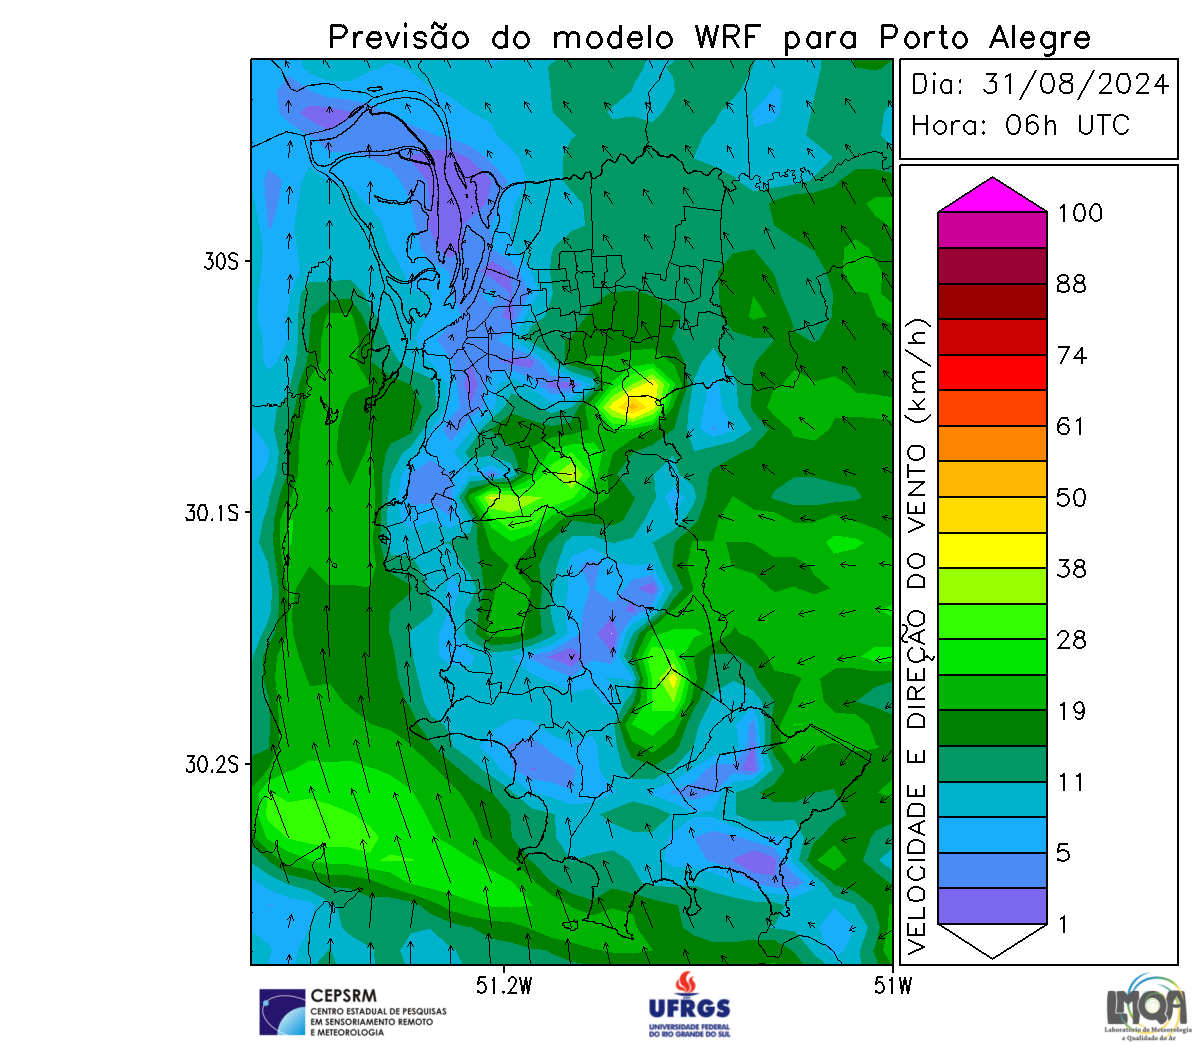 Previsão do modelo WRF para Porto Alegre
Dia: 31/08/2024
Hora: 06h UTC
30S
30.1S
30.2S
51.2W
51W
VELOCIDADE E DIREÇÃO DO VENTO (km/h)
100
88
74
61
50
38
28
19
11
5
1
CEPSRM
CENTRO ESTADUAL DE PESQUISAS
EM SENSORIAMENTO REMOTO
E METEOROLOGIA
UFRGS
UNIVERSIDADE FEDERAL
DO RIO GRANDE DO SUL
LMQA
Laboratório de Meteorologia
e Qualidade do Ar